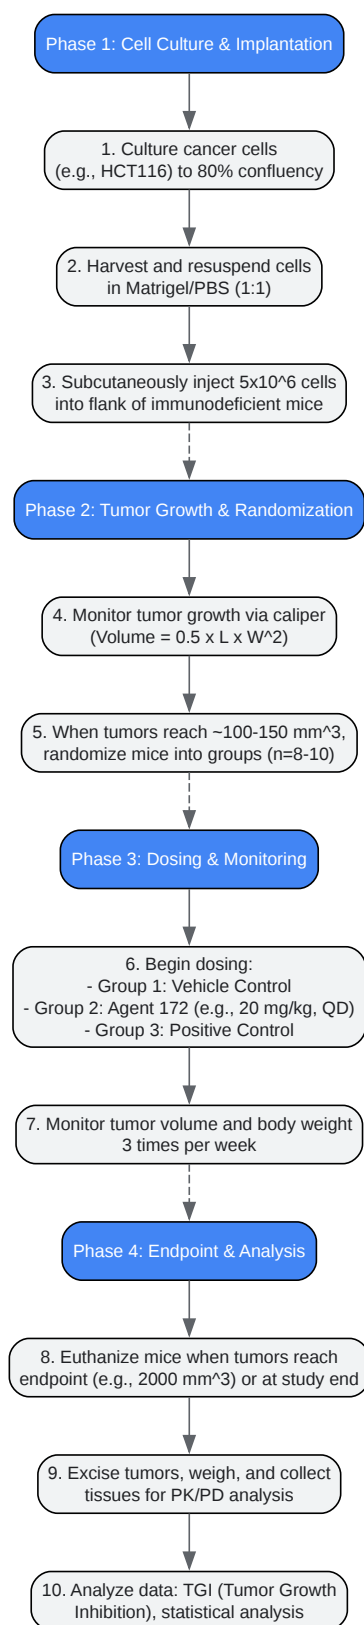 Phase 1: Cell Culture & Implantation
1. Culture cancer cells
(e.g., HCT116) to 80% confluency
2. Harvest and resuspend cells
in Matrigel/PBS (1:1)
3. Subcutaneously inject 5x10^6 cells
into flank of immunodeficient mice
Phase 2: Tumor Growth & Randomization
4. Monitor tumor growth via caliper
(Volume = 0.5 x L x W^2)
5. When tumors reach ~100-150 mm^3,
randomize mice into groups (n=8-10)
Phase 3: Dosing & Monitoring
6. Begin dosing:
- Group 1: Vehicle Control
- Group 2: Agent 172 (e.g., 20 mg/kg, QD)
- Group 3: Positive Control
7. Monitor tumor volume and body weight
3 times per week
Phase 4: Endpoint & Analysis
8. Euthanize mice when tumors reach
endpoint (e.g., 2000 mm^3) or at study end
9. Excise tumors, weigh, and collect
tissues for PK/PD analysis
10. Analyze data: TGI (Tumor Growth
Inhibition), statistical analysis